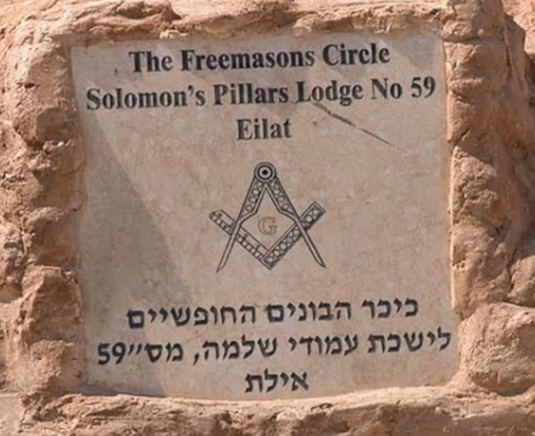 The Freemasons Circle
Solomon's Pillars Lodge No 59
Eilat
G
כיכר הבונים החופשיים
לישכת עמודי שלמה, מס״59
אילת